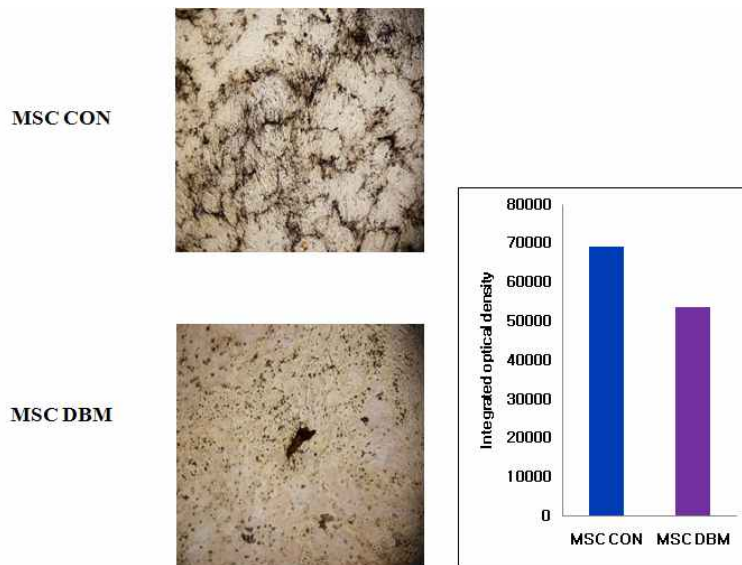 MSC CON
MSC DBM
Integrated optical density
80000
70000
60000
50000
40000
30000
20000
10000
0
MSC CON MSC DBM